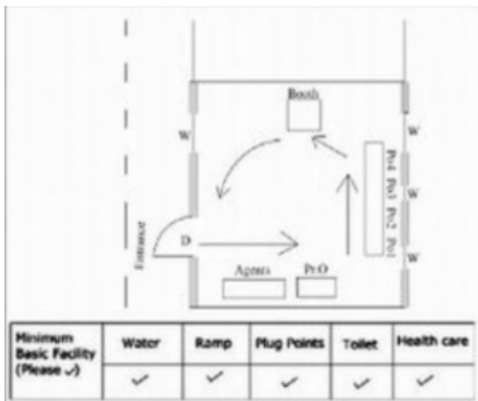 Booth
W
W
Po4 Po3 Po2 Po1
W
Entrance
D
W
Agents PrO
Minimum
Basic Facility
(Please ✓)
Water
Ramp
Plug Points
Toilet
Health care
✓ ✓ ✓ ✓ ✓